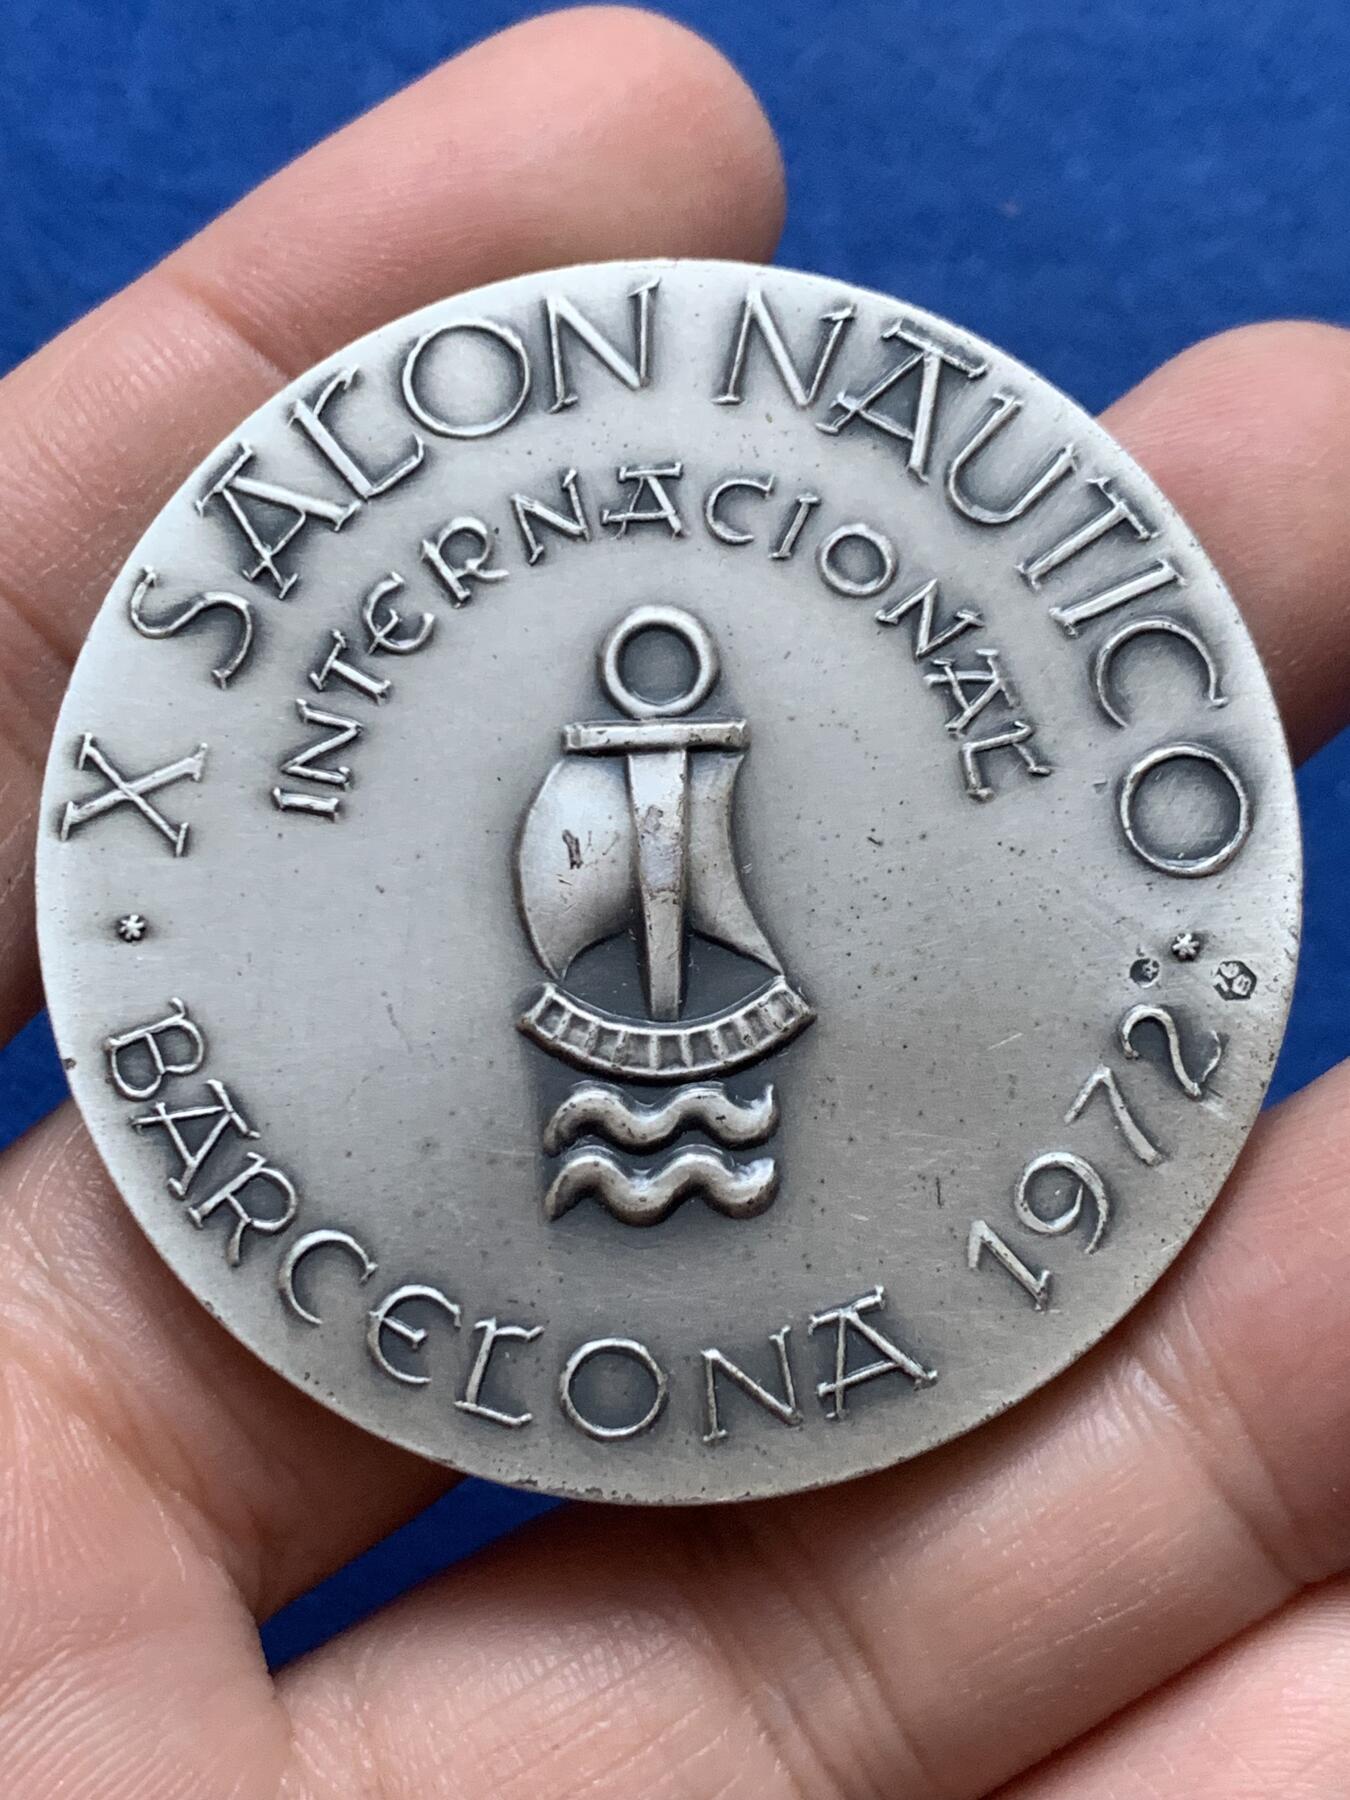 X SALON NAUTICO
INTERNACIONAL
* BARCELONA 1972 *